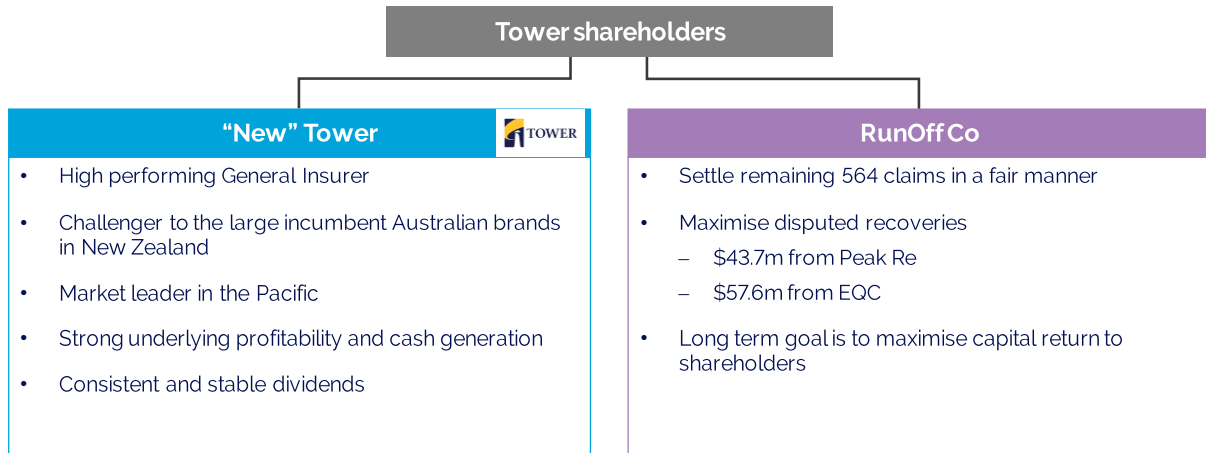 Tower shareholders
“New” Tower
TOWER
• High performing General Insurer
• Challenger to the large incumbent Australian brands
in New Zealand
• Market leader in the Pacific
• Strong underlying profitability and cash generation
• Consistent and stable dividends
RunOff Co
• Settle remaining 564 claims in a fair manner
• Maximise disputed recoveries
– $43.7m from Peak Re
– $57.6m from EQC
• Long term goal is to maximise capital return to
shareholders